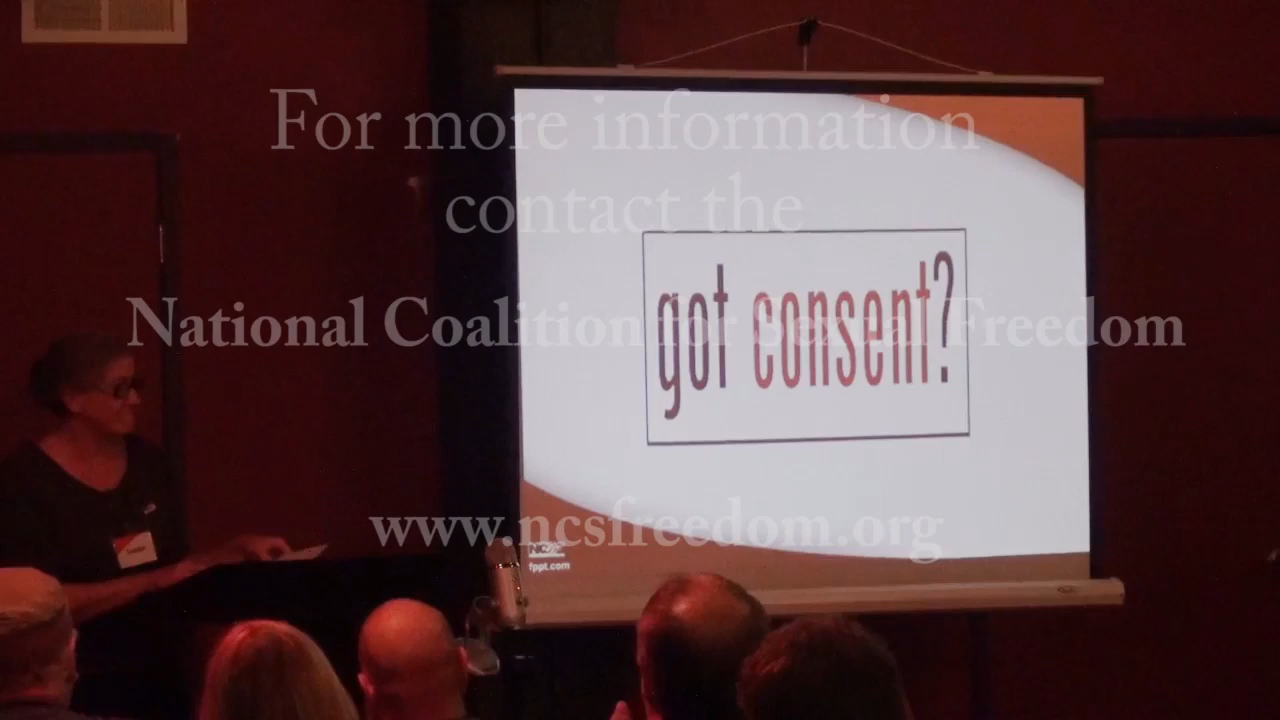 For more information
contact the
National Coalition for Sexual Freedom
got consent?
www.ncsfreedom.org
NCSF
fppt.com